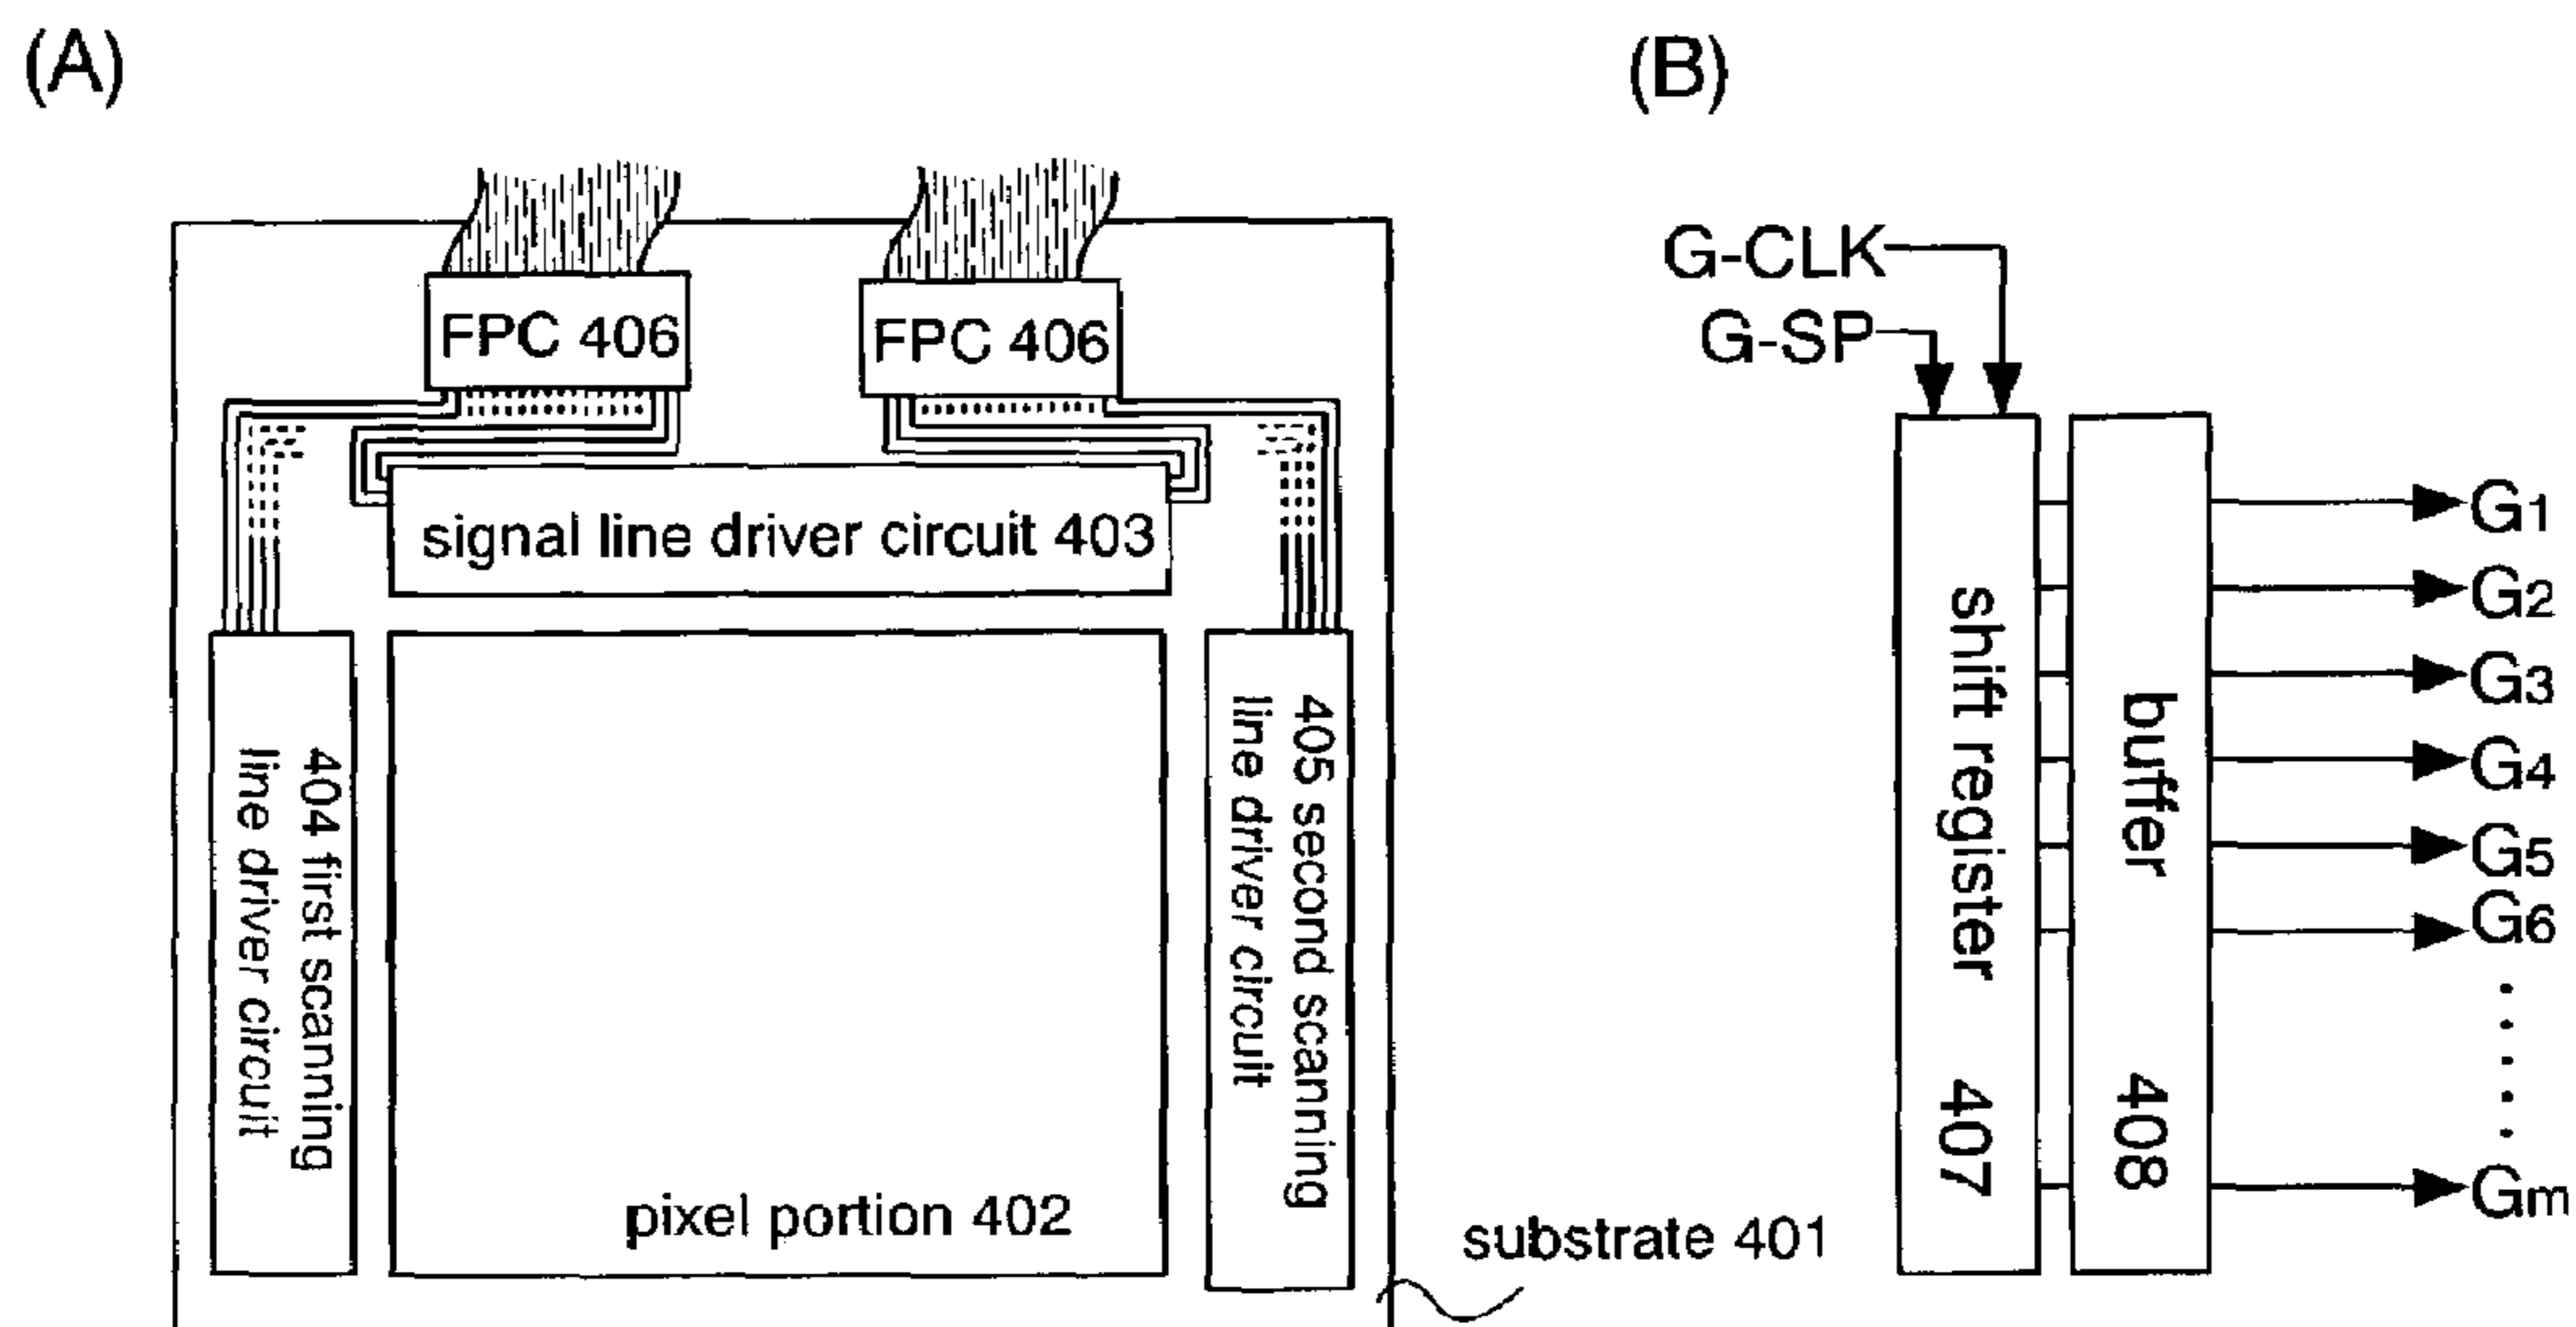 (A)
FPC 406
FPC 406
signal line driver circuit 403
404 first scanning
line driver circuit
pixel portion 402
405 second scanning
line driver circuit
substrate 401
(B)
G-CLK
G-SP
shift register 407
buffer 408
G1
G2
G3
G4
G5
G6
Gm